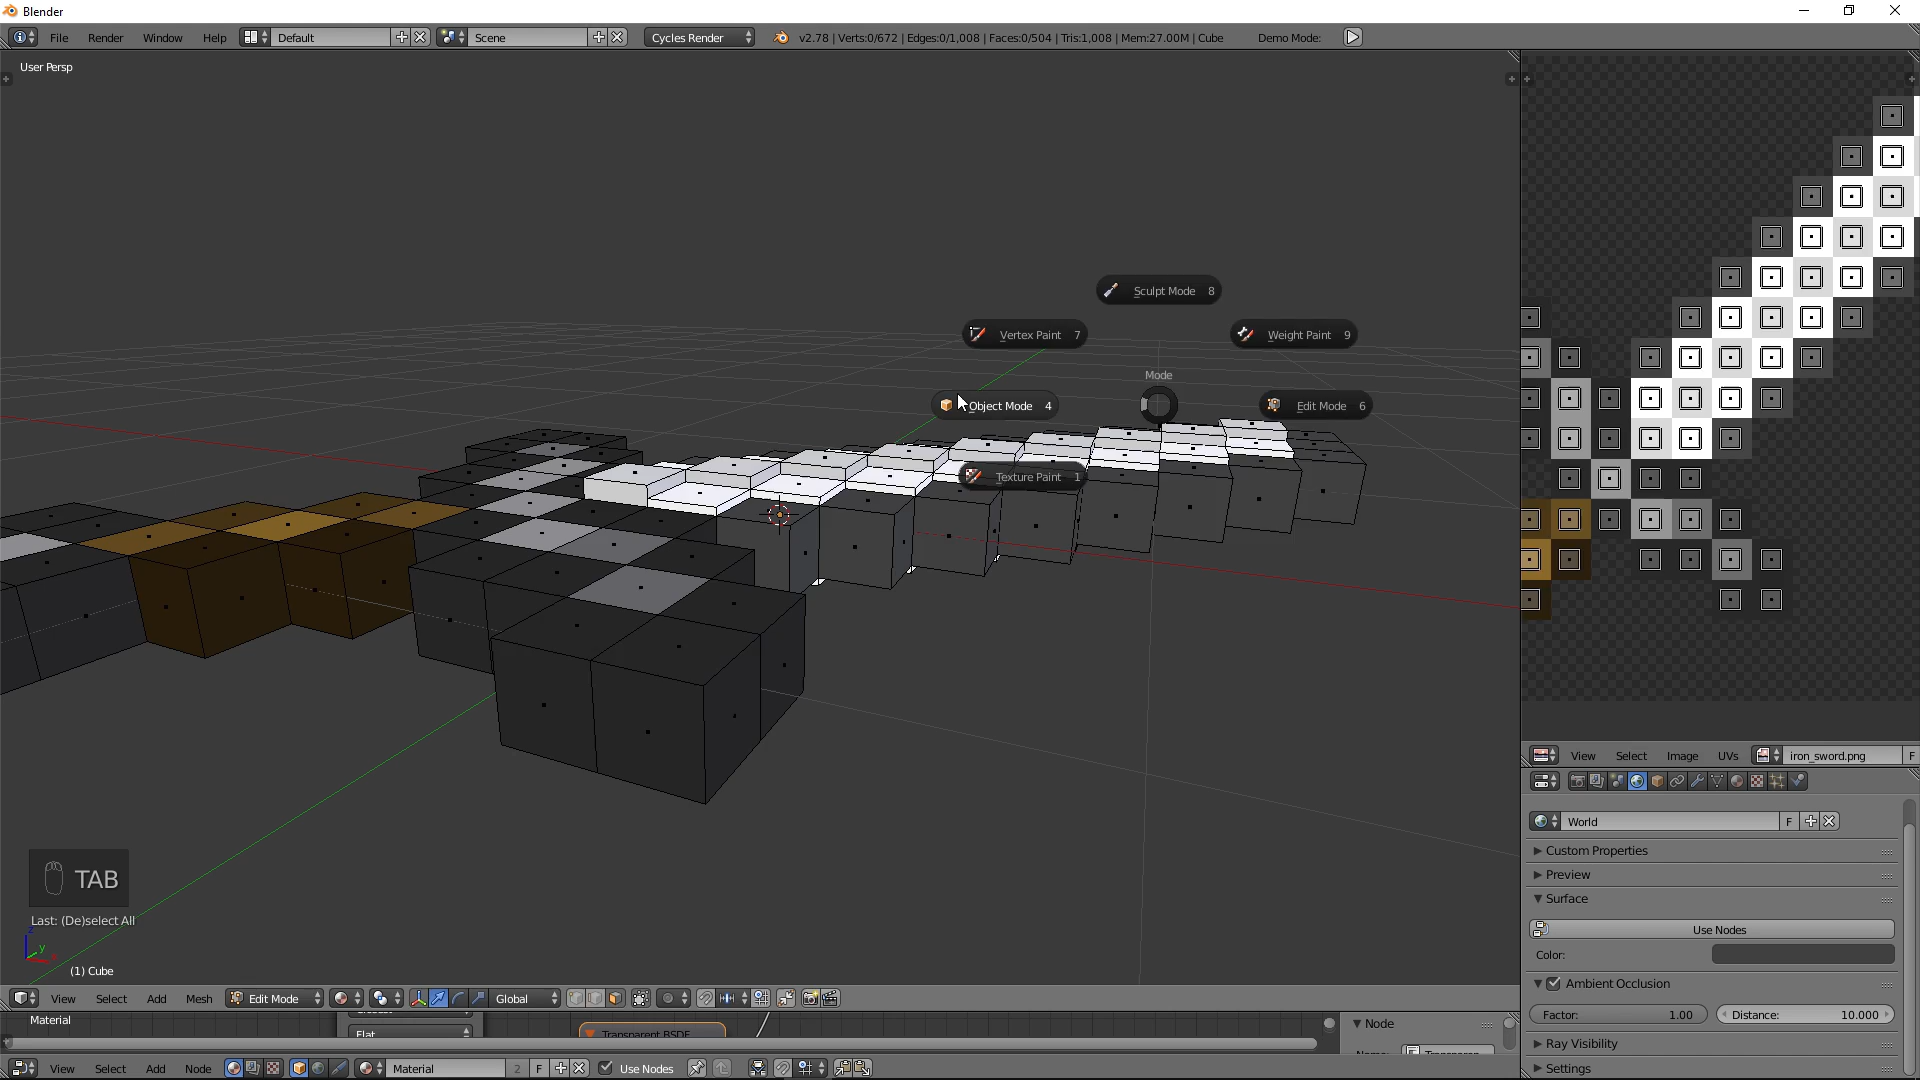 Blender
File Render Window Help Default Scene Cycles Render v2.78 | Verts:0/672 | Edges:0/1,008 | Faces:0/504 | Tris:1,008 | Mem:27.00M | Cube Demo Mode:
User Persp
Sculpt Mode 8
Vertex Paint 7
Weight Paint 9
Mode
Object Mode 4
Edit Mode 6
Texture Paint 1
TAB
Last: (De)select All
z
y
x
(1) Cube
View Select Add Mesh Edit Mode Global
Material
Flat
Transparent BSDF
Node
View Select Add Node Material 2 F Use Nodes
View Select Image UVs iron_sword.png F
World F
Custom Properties
Preview
Surface
Use Nodes
Color:
Ambient Occlusion
Factor: 1.00 Distance: 10.000
Ray Visibility
Settings